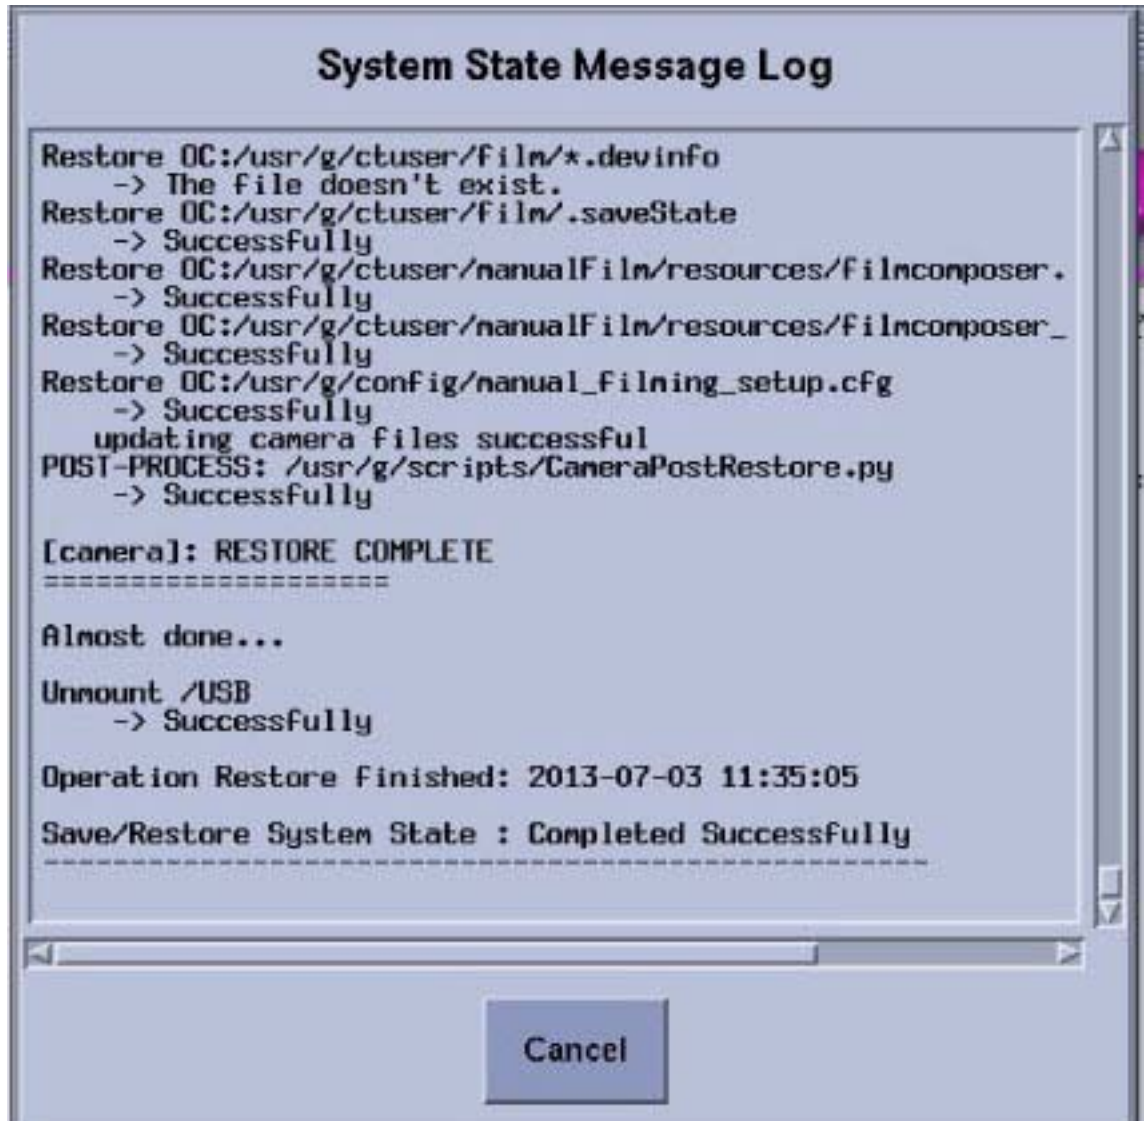 System State Message Log
Restore OC:/usr/g/ctuser/film/*.devinfo
-> The file doesn't exist.
Restore OC:/usr/g/ctuser/film/.saveState
-> Successfully
Restore OC:/usr/g/ctuser/manualFilm/resources/filmcomposer.
-> Successfully
Restore OC:/usr/g/ctuser/manualFilm/resources/filmcomposer_
-> Successfully
Restore OC:/usr/g/config/manual_filming_setup.cfg
-> Successfully
updating camera files successful
POST-PROCESS: /usr/g/scripts/CameraPostRestore.py
-> Successfully
[camera]: RESTORE COMPLETE
====================
Almost done...
Unmount /USB
-> Successfully
Operation Restore finished: 2013-07-03 11:35:05
Save/Restore System State : Completed Successfully
---------------------------------------------------
Cancel